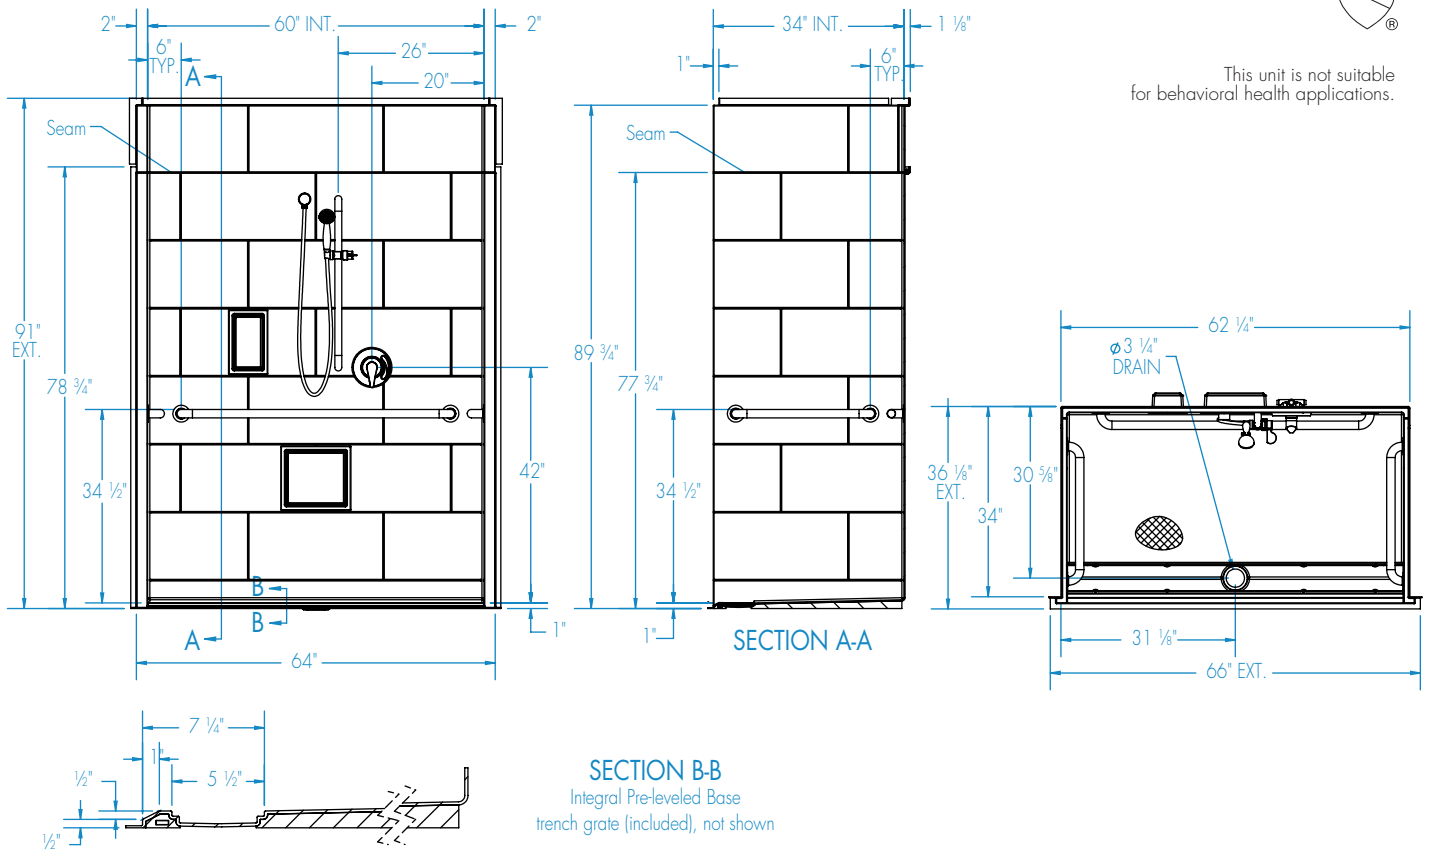 2"
60" INT.
2"
6"
TYP.
26"
A
20"
Seam
91"
EXT.
78 ¾"
34 ½"
42"
B
B
A
1"
64"
34" INT.
1 ⅛"
1"
6"
TYP.
Seam
89 ¾"
77 ¾"
34 ½"
1"
SECTION A-A
®
This unit is not suitable
for behavioral health applications.
62 ¼"
ø3 ¼"
DRAIN
36 ⅛"
EXT.
34"
30 ⅝"
31 ⅛"
66" EXT.
7 ¼"
1"
½"
5 ½"
½"
SECTION B-B
Integral Pre-leveled Base
trench grate (included), not shown